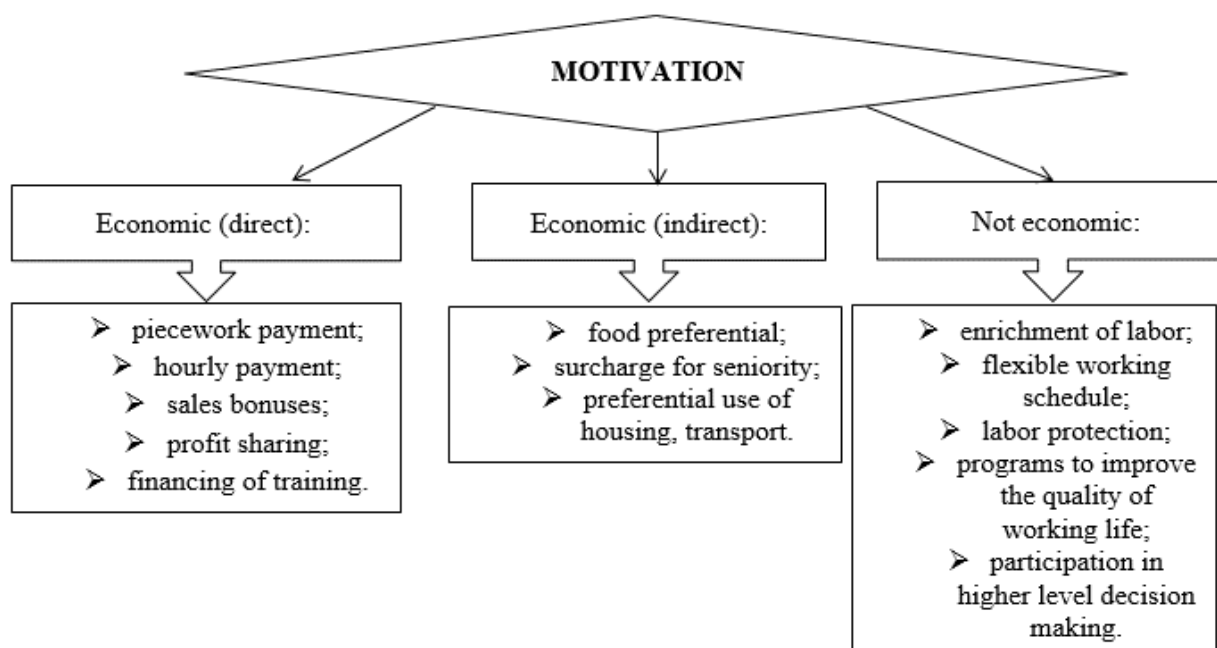 MOTIVATION
Economic (direct):
➢ piecework payment;
➢ hourly payment;
➢ sales bonuses;
➢ profit sharing;
➢ financing of training.
Economic (indirect):
➢ food preferential;
➢ surcharge for seniority;
➢ preferential use of
housing, transport.
Not economic:
➢ enrichment of labor;
➢ flexible working
schedule;
➢ labor protection;
➢ programs to improve
the quality of
working life;
➢ participation in
higher level decision
making.